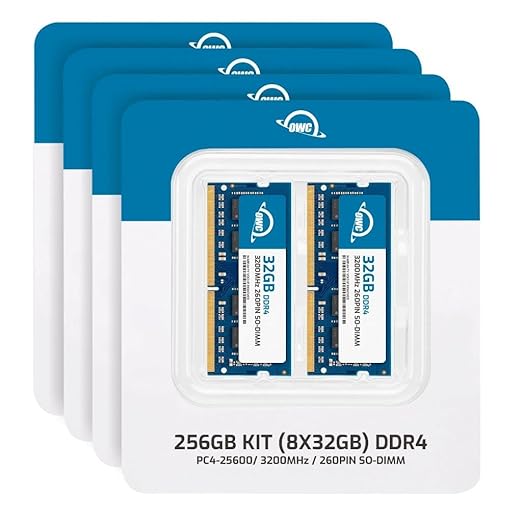 OWC
OWC
32GB DDR4
3200MHz 260PIN SO-DIMM
OWC
32GB DDR4
3200MHz 260PIN SO-DIMM
256GB KIT (8X32GB) DDR4
PC4-25600/ 3200MHz / 260PIN SO-DIMM